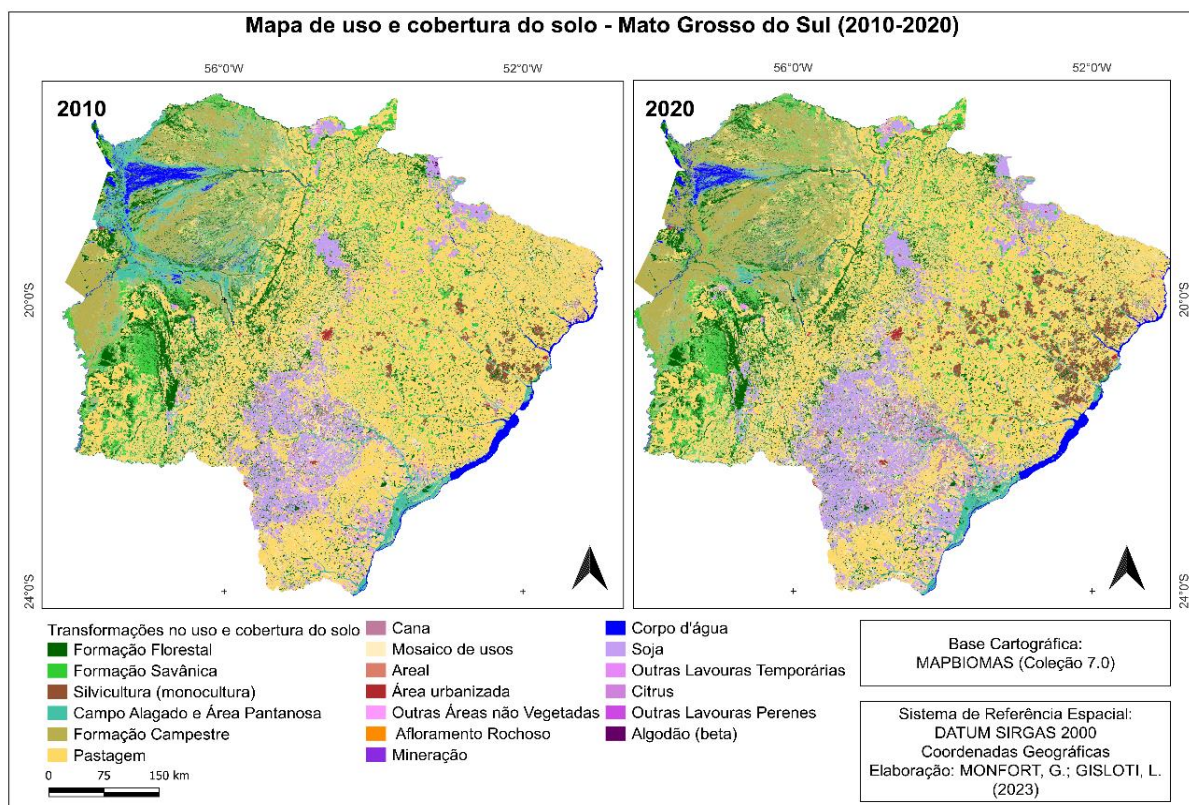 Mapa de uso e cobertura do solo - Mato Grosso do Sul (2010-2020)
56°0'W 52°0'W 56°0'W 52°0'W
2010
2020
20°0'S
20°0'S
24°0'S
24°0'S
Transformações no uso e cobertura do solo
Formação Florestal
Formação Savânica
Silvicultura (monocultura)
Campo Alagado e Área Pantanosa
Formação Campestre
Pastagem
Cana
Mosaico de usos
Areal
Área urbanizada
Outras Áreas não Vegetadas
Afloramento Rochoso
Mineração
Corpo d'água
Soja
Outras Lavouras Temporárias
Citrus
Outras Lavouras Perenes
Algodão (beta)
0 75 150 km
Base Cartográfica:
MAPBIOMAS (Coleção 7.0)
Sistema de Referência Espacial:
DATUM SIRGAS 2000
Coordenadas Geográficas
Elaboração: MONFORT, G.; GISLOTI, L.
(2023)